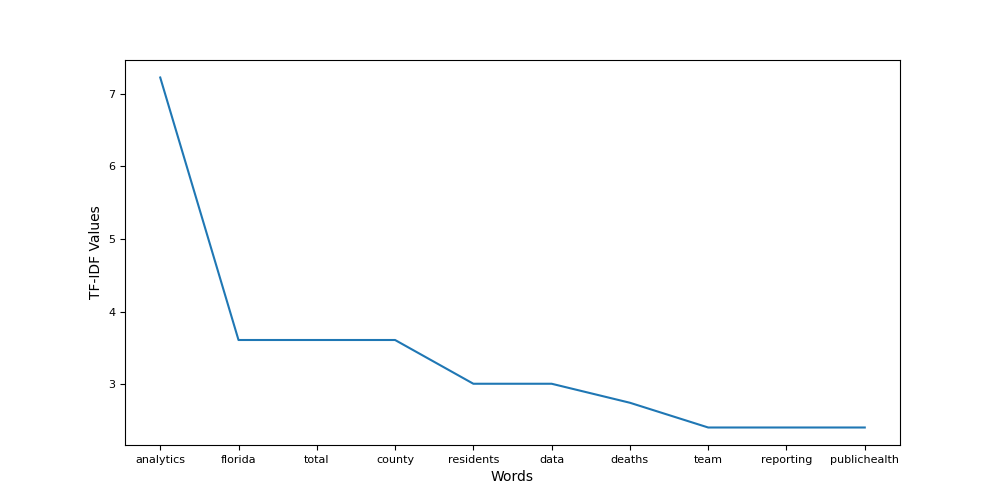 7
6
5
4
3
TF-IDF Values
analytics florida total county residents data deaths team reporting publichealth
Words